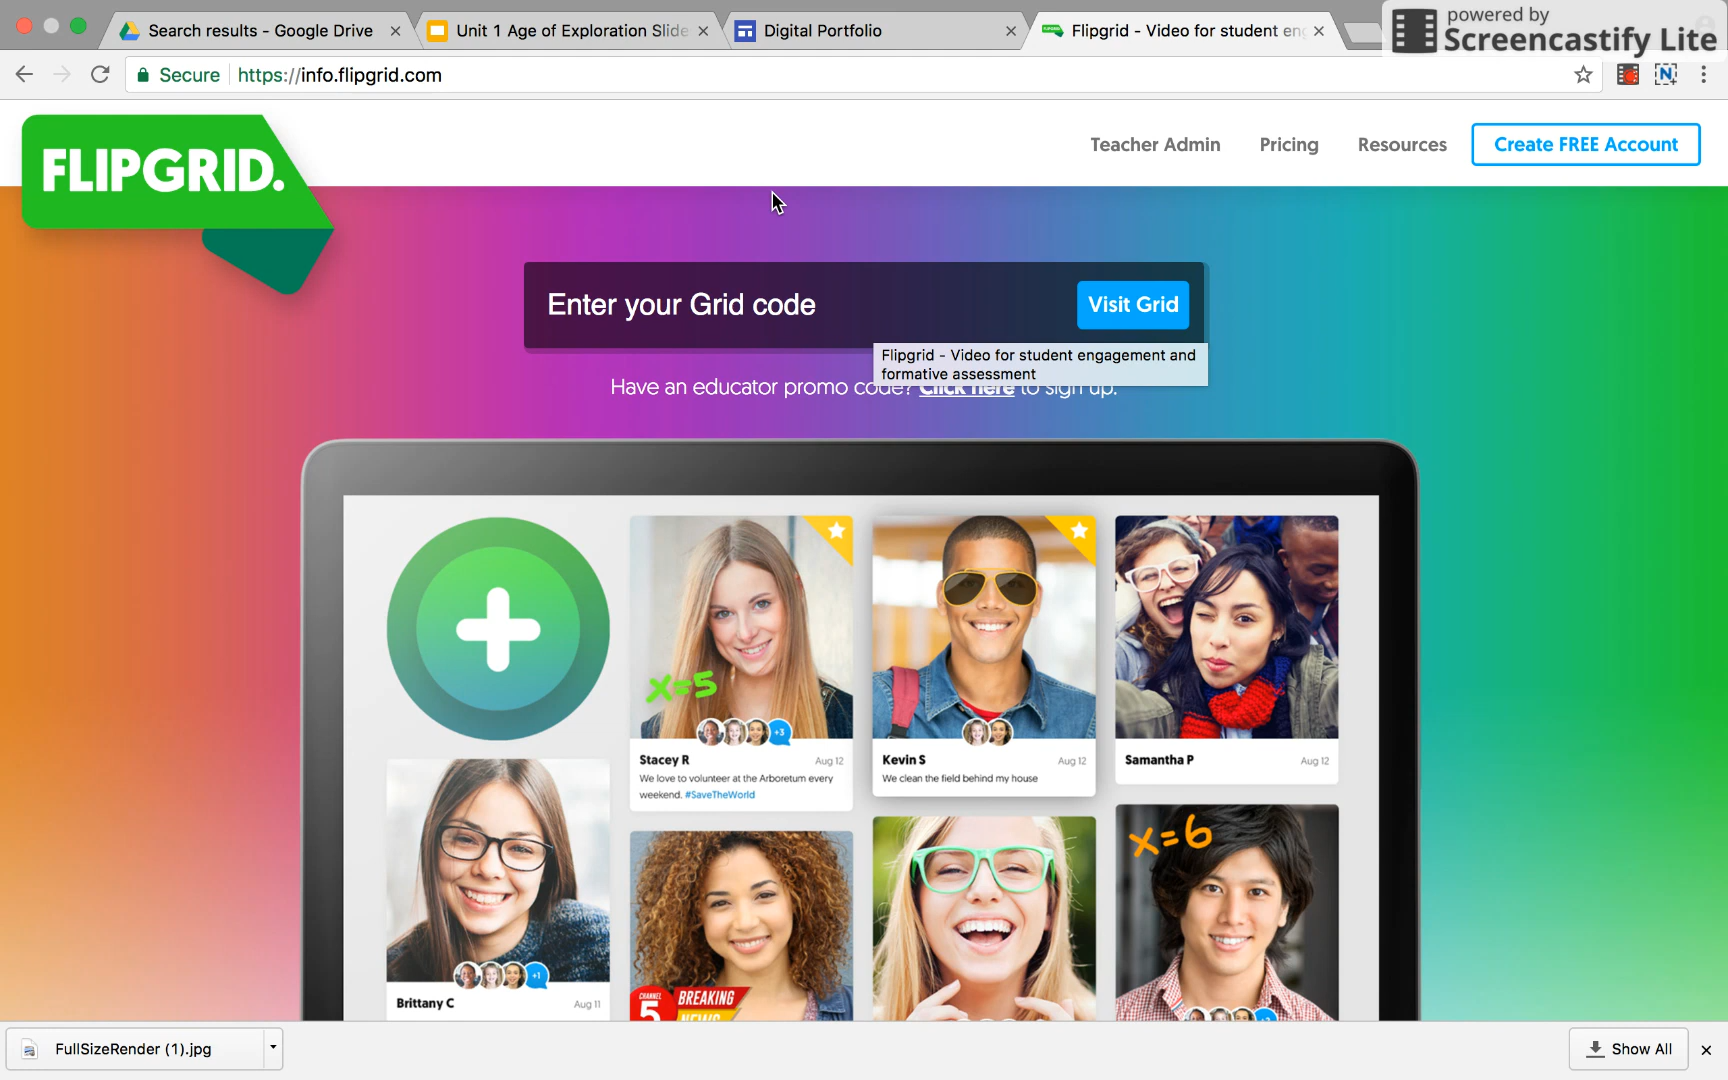 Search results - Google Drive
Unit 1 Age of Exploration Slide
Digital Portfolio
Flipgrid - Video for student en
powered by
Screencastify Lite
Secure https://info.flipgrid.com
FLIPGRID.
Teacher Admin
Pricing
Resources
Create FREE Account
Enter your Grid code
Visit Grid
Flipgrid - Video for student engagement and
formative assessment
Have an educator promo code? Click here to sign up.
x=5
+3
Stacey R
Aug 12
We love to volunteer at the Arboretum every
weekend. #SaveTheWorld
Kevin S
Aug 12
We clean the field behind my house
Samantha P
Aug 12
x=6
+1
Brittany C
Aug 11
CHANNEL
5
BREAKING
NEWS
FullSizeRender (1).jpg
Show All